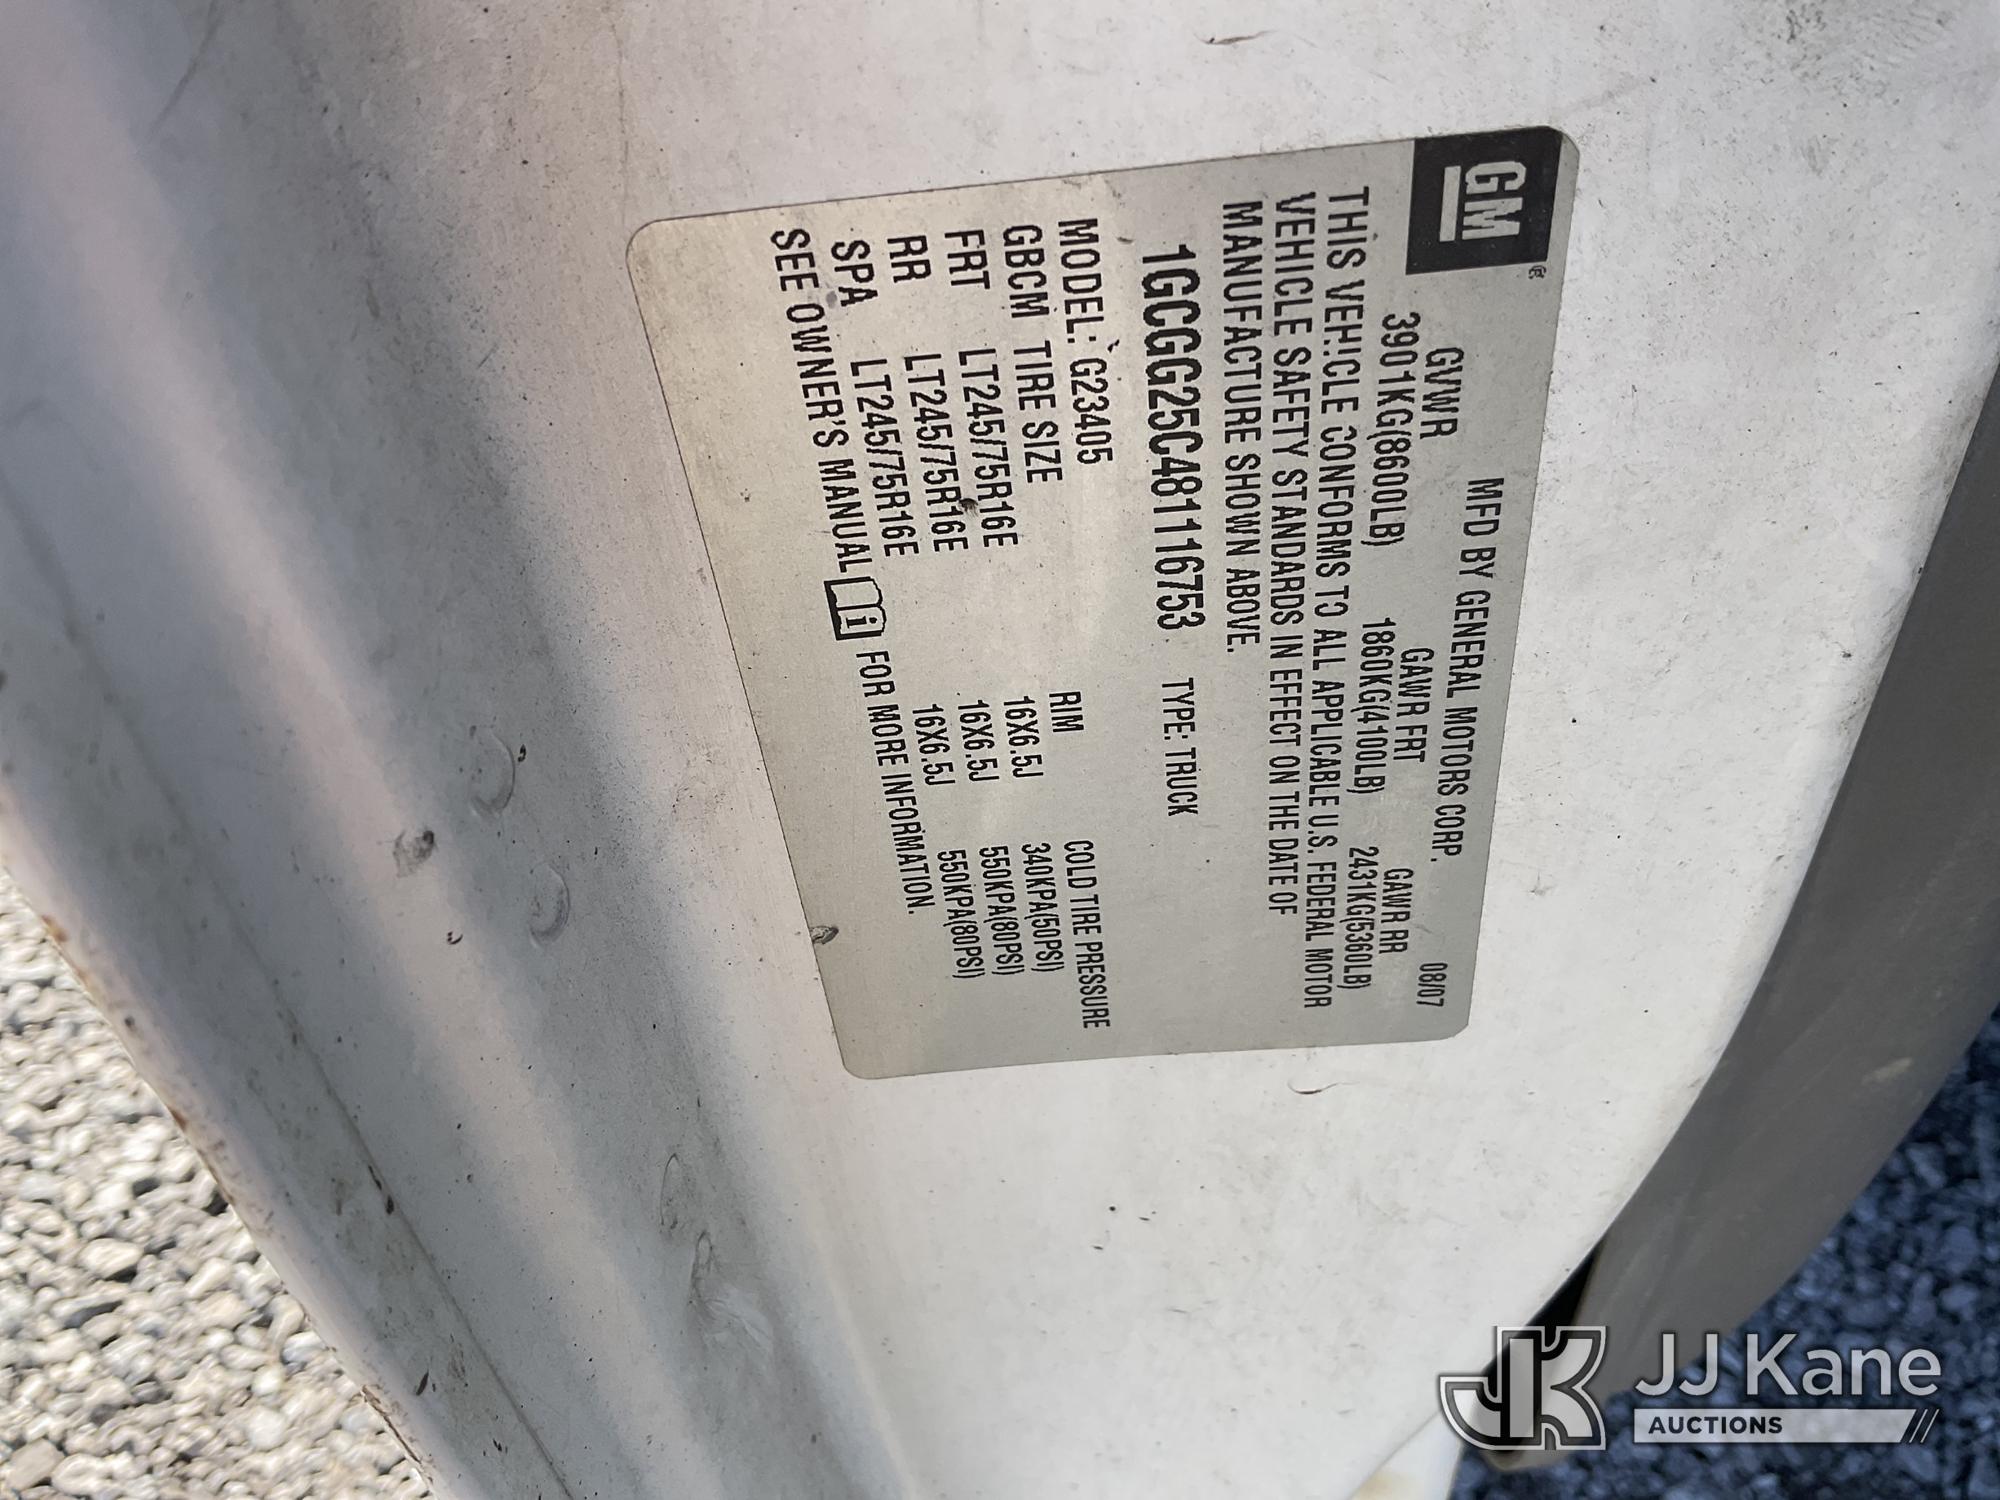 GM
MFD BY GENERAL MOTORS CORP. 08/07
GVWR GAWR FRT GAWR RR
3901KG(8600LB) 1860KG(4100LB) 2431KG(5360LB)
THIS VEHICLE CONFORMS TO ALL APPLICABLE U.S. FEDERAL MOTOR
VEHICLE SAFETY STANDARDS IN EFFECT ON THE DATE OF
MANUFACTURE SHOWN ABOVE.
1GCGG25C481116753 TYPE: TRUCK
MODEL: G23405
GBCM TIRE SIZE RIM COLD TIRE PRESSURE
FRT LT245/75R16E 16X6.5J 340KPA(50PSI)
RR LT245/75R16E 16X6.5J 550KPA(80PSI)
SPA LT245/75R16E 16X6.5J 550KPA(80PSI)
SEE OWNER'S MANUAL FOR MORE INFORMATION.
JK JJ Kane
AUCTIONS